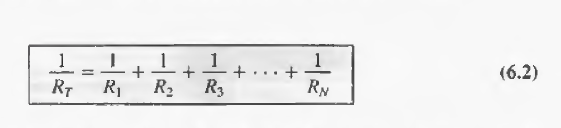 1/R_T = 1/R_1 + 1/R_2 + 1/R_3 + · · · + 1/R_N (6.2)